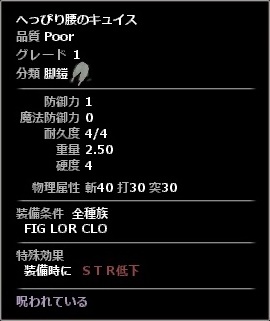 へっぴり腰のキュイス
品質 Poor
グレード 1
分類 脚鎧
防御力 1
魔法防御力 0
耐久度 4/4
重量 2.50
硬度 4
物理属性 斬40 打30 突30
装備条件 全種族
FIG LOR CLO
特殊効果
装備時に ＳＴＲ低下
呪われている